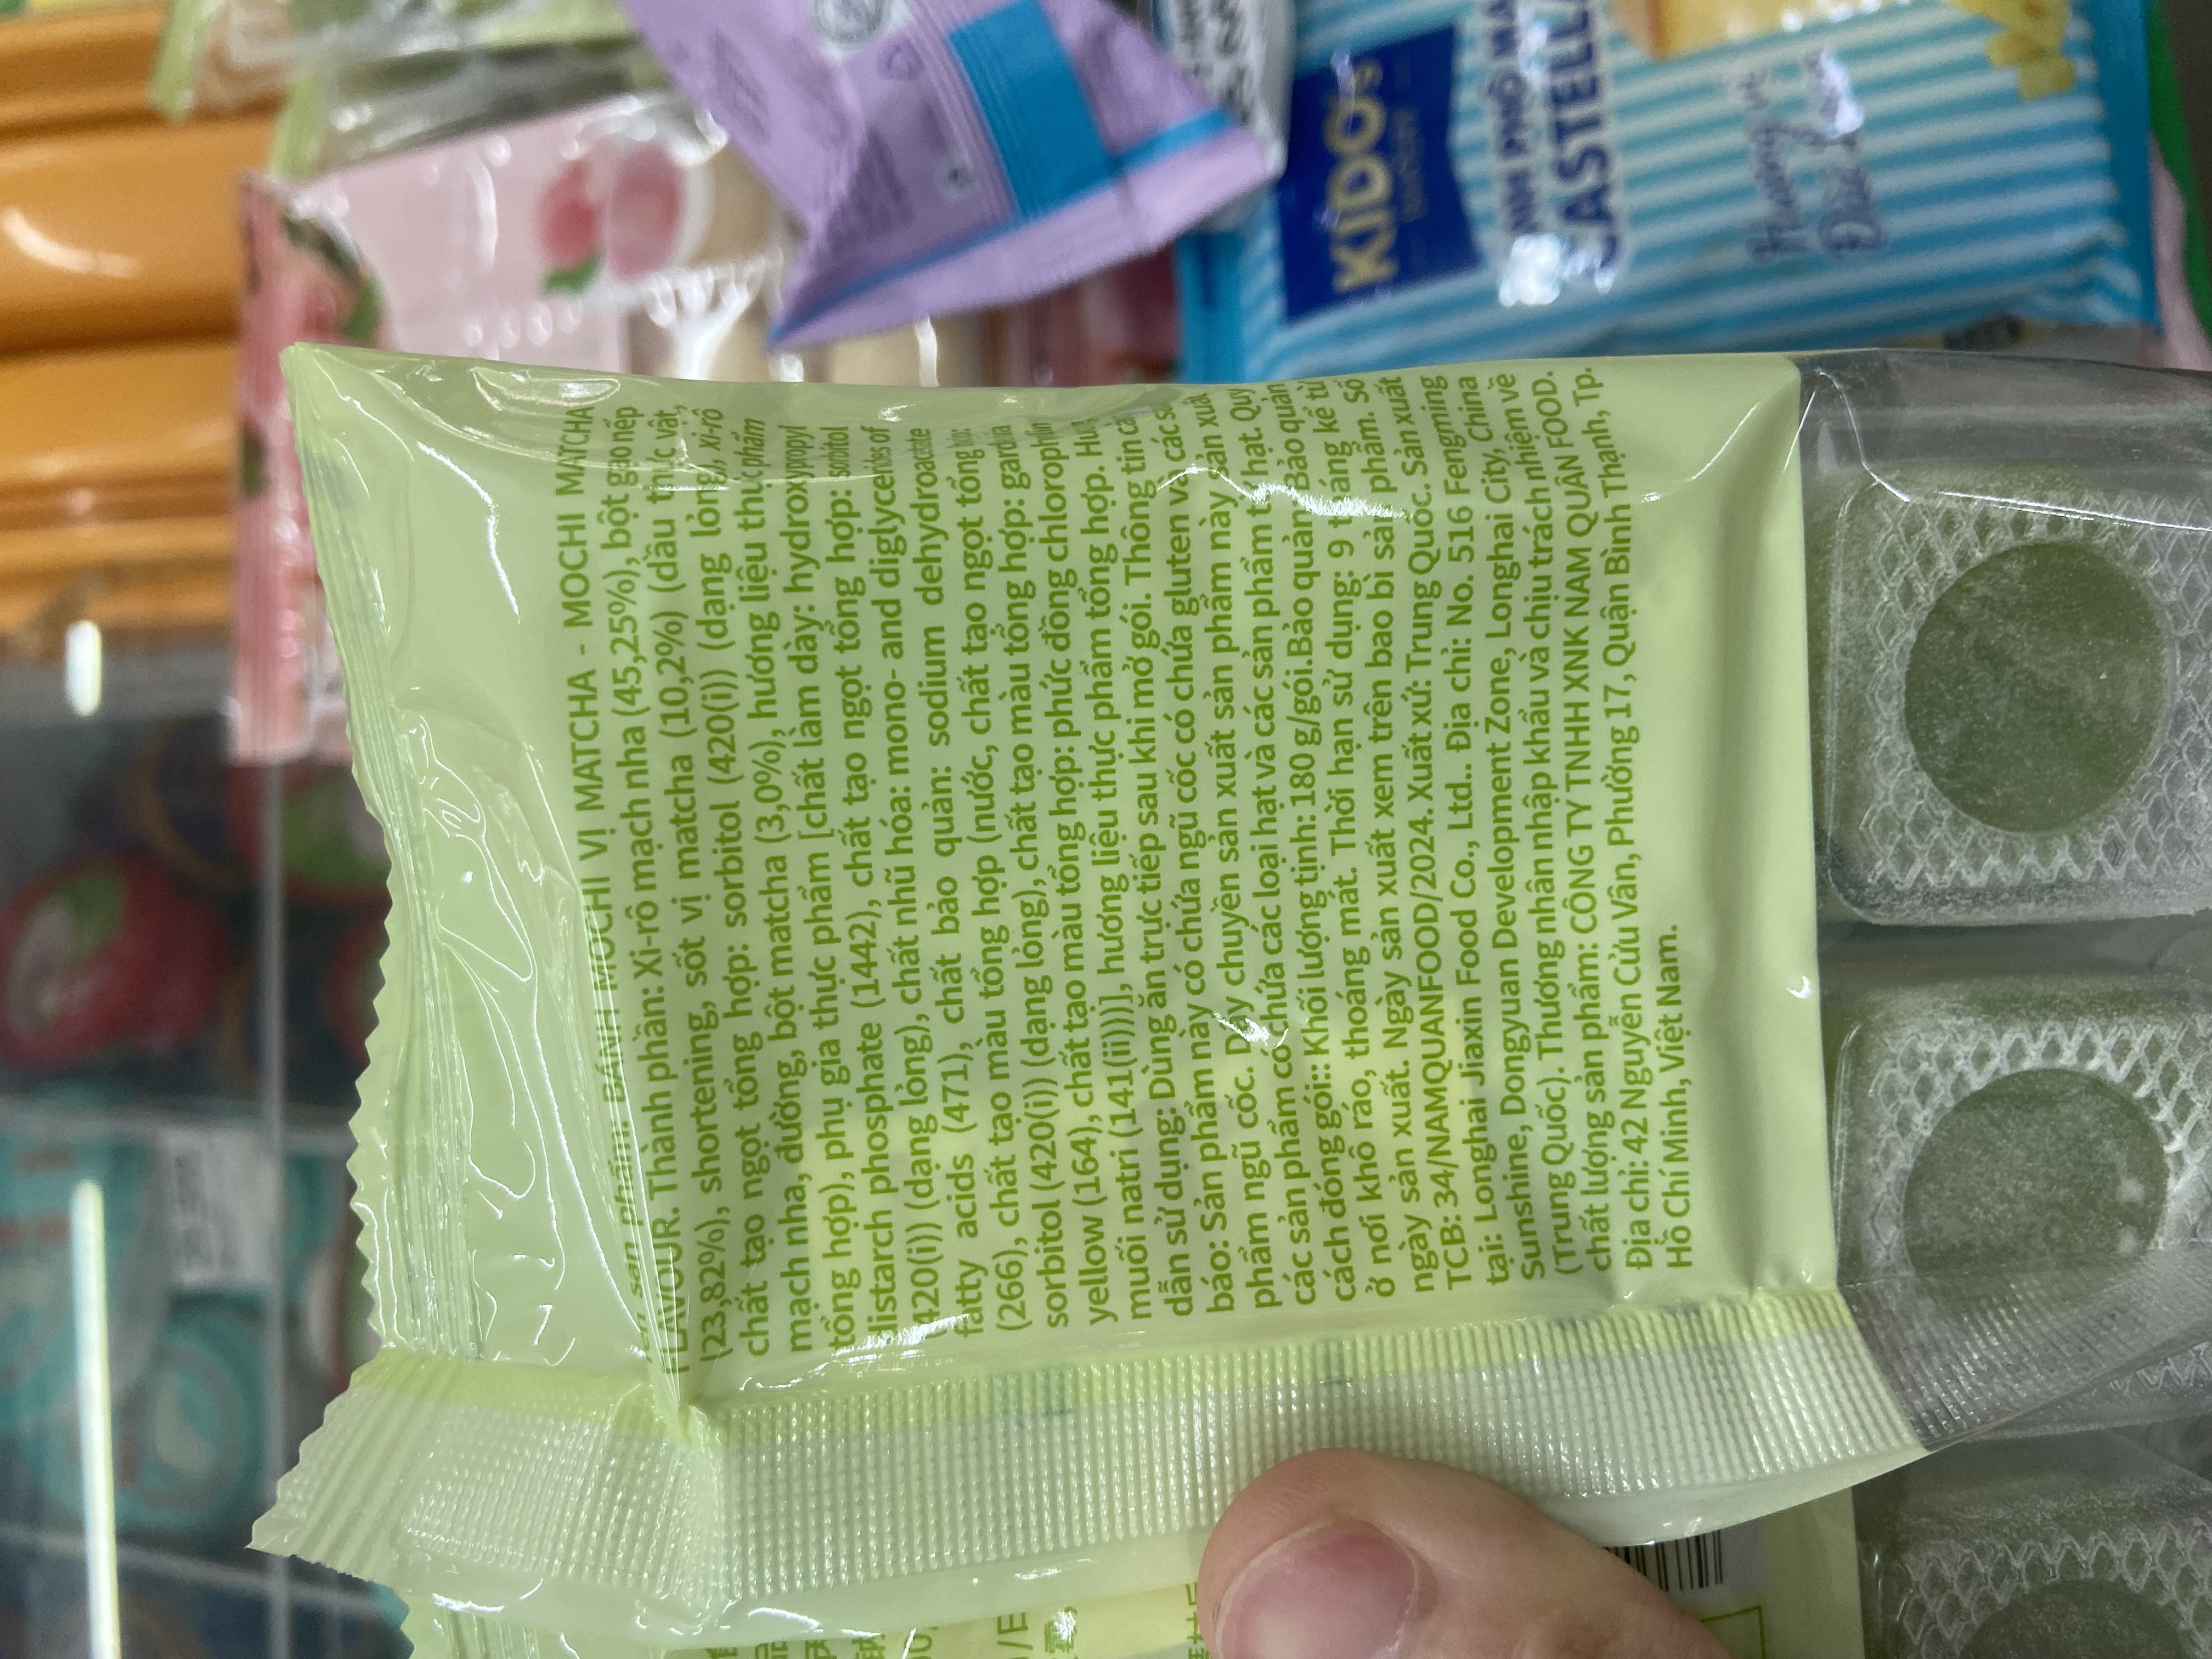 Tên sản phẩm: BÁNH MOCHI VỊ MATCHA - MOCHI MATCHA
FLAVOUR. Thành phần: Xi-rô mạch nha (45,25%), bột gạo nếp
(23,82%), shortening, sốt vị matcha (10,2%) (dầu thực vật,
chất tạo ngọt tổng hợp: sorbitol (420(i)) (dạng lỏng), xi-rô
mạch nha, đường, bột matcha (3,0%), hương liệu thực phẩm
tổng hợp), phụ gia thực phẩm [chất làm dày: hydroxypropyl
distarch phosphate (1442), chất tạo ngọt tổng hợp: sorbitol
(420(i)) (dạng lỏng), chất nhũ hóa: mono- and diglycerides of
fatty acids (471), chất bảo quản: sodium dehydroacetate
(266), chất tạo màu tổng hợp (nước, chất tạo ngọt tổng hợp:
sorbitol (420(i)) (dạng lỏng), chất tạo màu tổng hợp: gardenia
yellow (164), chất tạo màu tổng hợp: phức đồng chlorophyllin
muối natri (141(ii)))], hương liệu thực phẩm tổng hợp. Hướng
dẫn sử dụng: Dùng ăn trực tiếp sau khi mở gói. Thông tin cảnh
báo: Sản phẩm này có chứa ngũ cốc có chứa gluten và các sản
phẩm ngũ cốc. Dây chuyền sản xuất sản phẩm này sản xuất
các sản phẩm có chứa các loại hạt và các sản phẩm từ hạt. Quy
cách đóng gói:: Khối lượng tịnh: 180 g/gói.Bảo quản: Bảo quản
ở nơi khô ráo, thoáng mát. Thời hạn sử dụng: 9 tháng kể từ
ngày sản xuất. Ngày sản xuất xem trên bao bì sản phẩm. Số
TCB: 34/NAMQUANFOOD/2024. Xuất xứ: Trung Quốc. Sản xuất
tại: Longhai Jiaxin Food Co., Ltd.. Địa chỉ: No. 516 Fengming
Sunshine, Dongyuan Development Zone, Longhai City, China
(Trung Quốc). Thương nhân nhập khẩu và chịu trách nhiệm về
chất lượng sản phẩm: CÔNG TY TNHH XNK NAM QUÂN FOOD.
Địa chỉ: 42 Nguyễn Cửu Vân, Phường 17, Quận Bình Thạnh, Tp.
Hồ Chí Minh, Việt Nam.
KIDO's
BAKERY
CASTELLA
Hương vị
Đài Loan